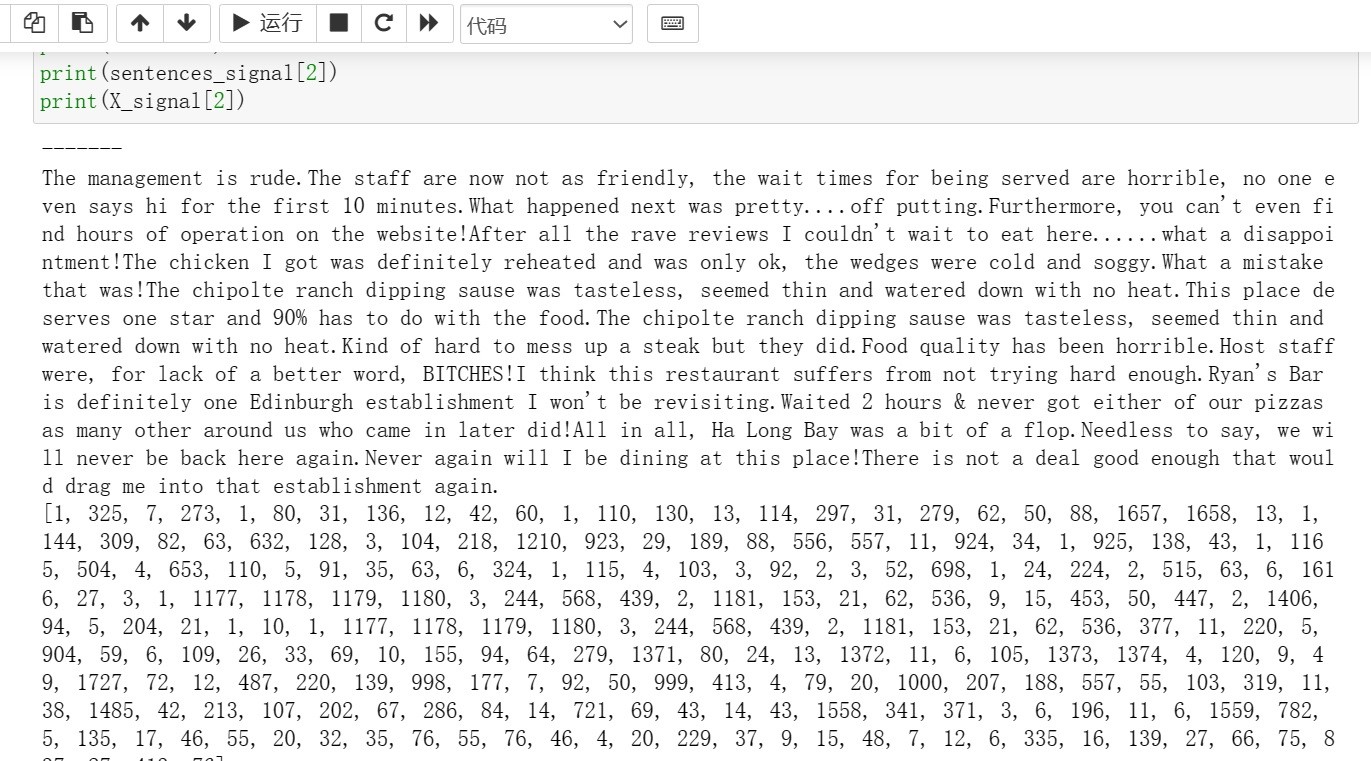 运行
代码
print(sentences_signal[2])
print(X_signal[2])
-------
The management is rude.The staff are now not as friendly, the wait times for being served are horrible, no one e
ven says hi for the first 10 minutes.What happened next was pretty....off putting.Furthermore, you can't even fi
nd hours of operation on the website!After all the rave reviews I couldn't wait to eat here......what a disappoi
ntment!The chicken I got was definitely reheated and was only ok, the wedges were cold and soggy.What a mistake
that was!The chipolte ranch dipping sause was tasteless, seemed thin and watered down with no heat.This place de
serves one star and 90% has to do with the food.The chipolte ranch dipping sause was tasteless, seemed thin and
watered down with no heat.Kind of hard to mess up a steak but they did.Food quality has been horrible.Host staff
were, for lack of a better word, BITCHES!I think this restaurant suffers from not trying hard enough.Ryan's Bar
is definitely one Edinburgh establishment I won't be revisiting.Waited 2 hours & never got either of our pizzas
as many other around us who came in later did!All in all, Ha Long Bay was a bit of a flop.Needless to say, we wi
ll never be back here again.Never again will I be dining at this place!There is not a deal good enough that woul
d drag me into that establishment again.
[1, 325, 7, 273, 1, 80, 31, 136, 12, 42, 60, 1, 110, 130, 13, 114, 297, 31, 279, 62, 50, 88, 1657, 1658, 13, 1,
144, 309, 82, 63, 632, 128, 3, 104, 218, 1210, 923, 29, 189, 88, 556, 557, 11, 924, 34, 1, 925, 138, 43, 1, 116
5, 504, 4, 653, 110, 5, 91, 35, 63, 6, 324, 1, 115, 4, 103, 3, 92, 2, 3, 52, 698, 1, 24, 224, 2, 515, 63, 6, 161
6, 27, 3, 1, 1177, 1178, 1179, 1180, 3, 244, 568, 439, 2, 1181, 153, 21, 62, 536, 9, 15, 453, 50, 447, 2, 1406,
94, 5, 204, 21, 1, 10, 1, 1177, 1178, 1179, 1180, 3, 244, 568, 439, 2, 1181, 153, 21, 62, 536, 377, 11, 220, 5,
904, 59, 6, 109, 26, 33, 69, 10, 155, 94, 64, 279, 1371, 80, 24, 13, 1372, 11, 6, 105, 1373, 1374, 4, 120, 9, 4
9, 1727, 72, 12, 487, 220, 139, 998, 177, 7, 92, 50, 999, 413, 4, 79, 20, 1000, 207, 188, 557, 55, 103, 319, 11,
38, 1485, 42, 213, 107, 202, 67, 286, 84, 14, 721, 69, 43, 14, 43, 1558, 341, 371, 3, 6, 196, 11, 6, 1559, 782,
5, 135, 17, 46, 55, 20, 32, 35, 76, 55, 76, 46, 4, 20, 229, 37, 9, 15, 48, 7, 12, 6, 335, 16, 139, 27, 66, 75, 8